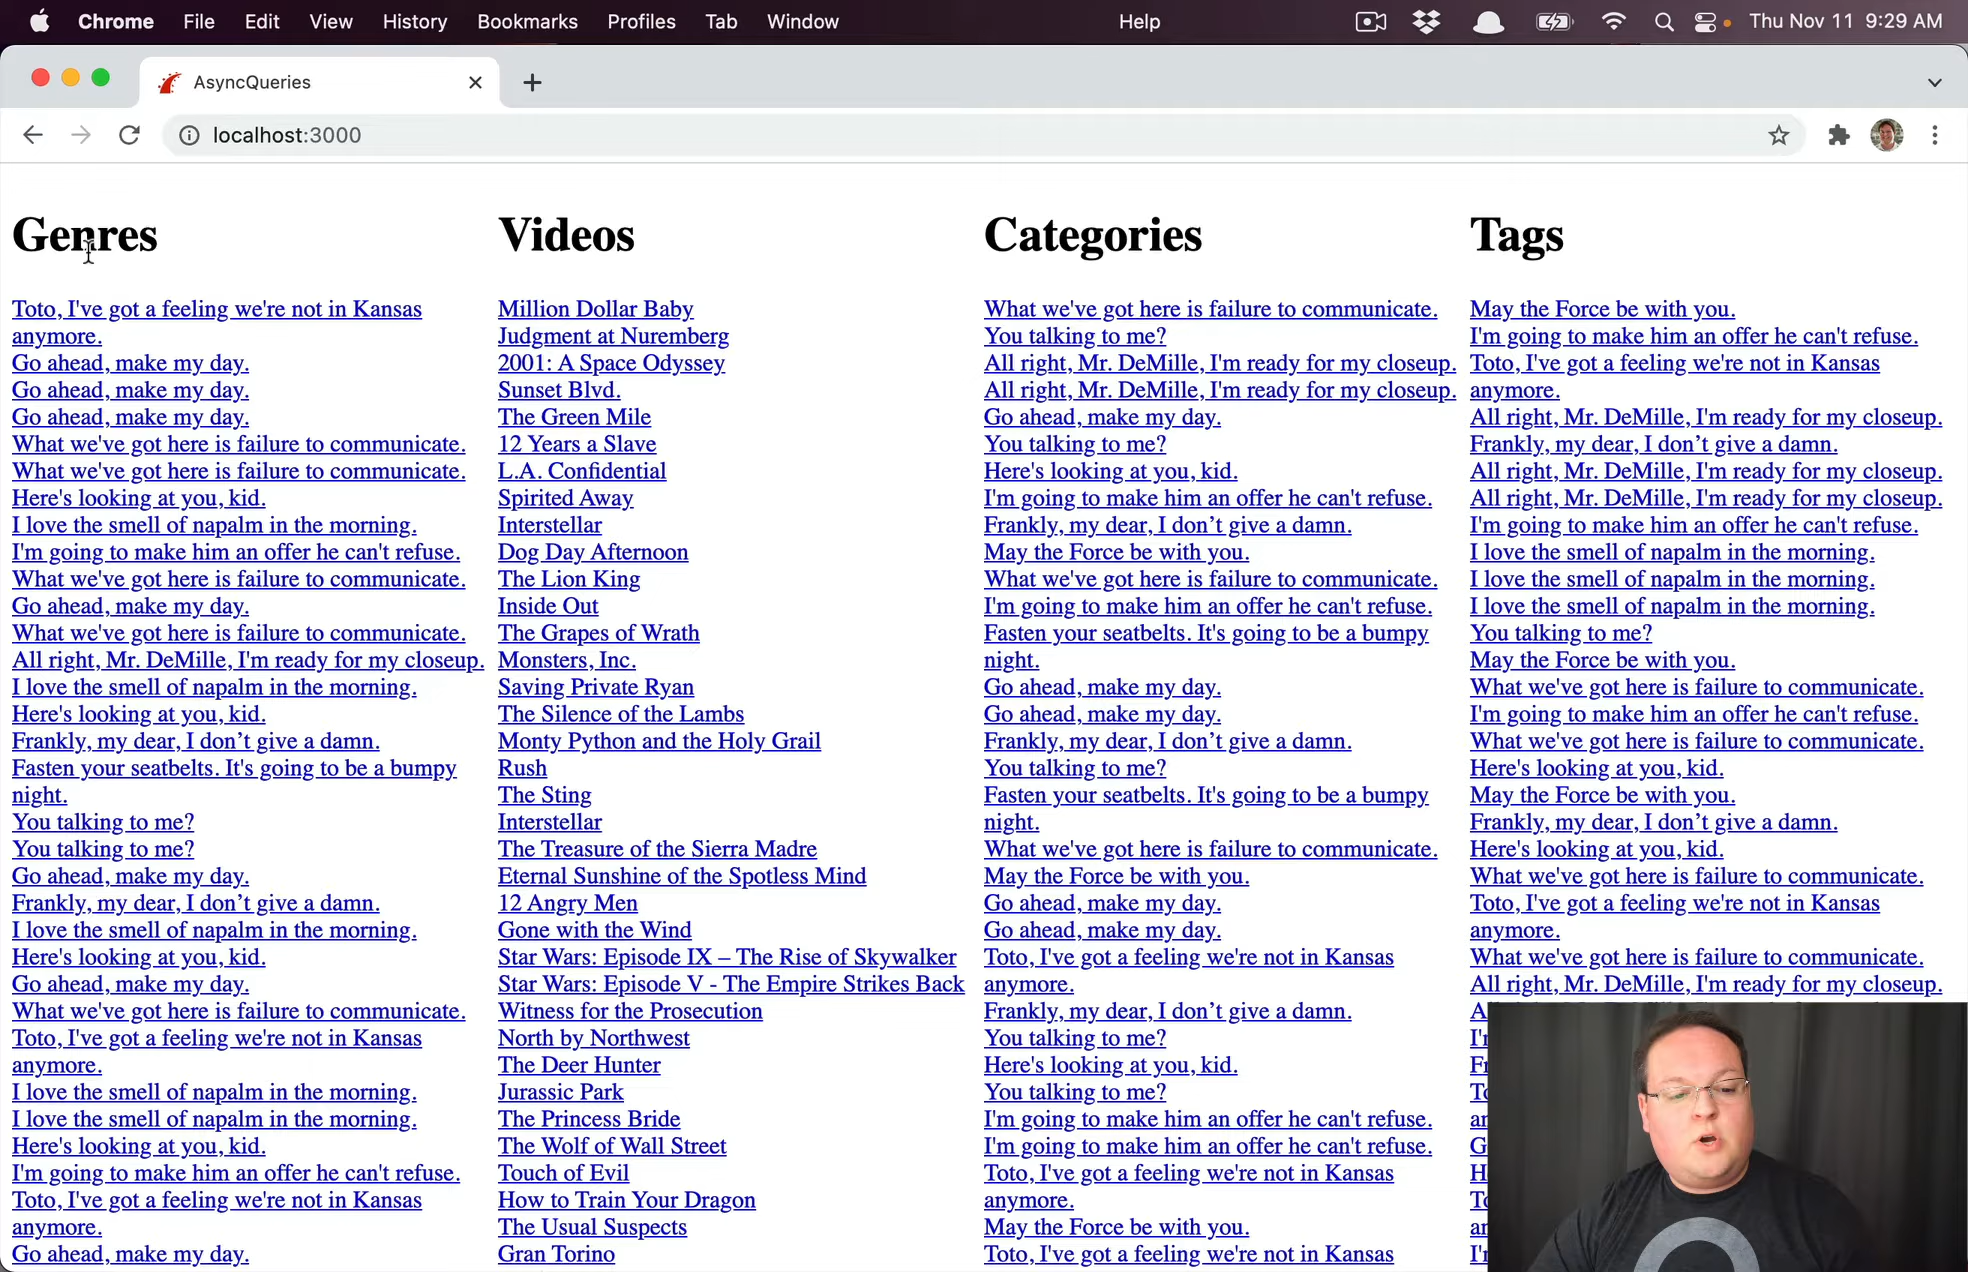 Chrome File Edit View History Bookmarks Profiles Tab Window Help Thu Nov 11 9:29 AM
AsyncQueries
localhost:3000
Genres
Toto, I've got a feeling we're not in Kansas
anymore.
Go ahead, make my day.
Go ahead, make my day.
Go ahead, make my day.
What we've got here is failure to communicate.
What we've got here is failure to communicate.
Here's looking at you, kid.
I love the smell of napalm in the morning.
I'm going to make him an offer he can't refuse.
What we've got here is failure to communicate.
Go ahead, make my day.
What we've got here is failure to communicate.
All right, Mr. DeMille, I'm ready for my closeup.
I love the smell of napalm in the morning.
Here's looking at you, kid.
Frankly, my dear, I don’t give a damn.
Fasten your seatbelts. It's going to be a bumpy
night.
You talking to me?
You talking to me?
Go ahead, make my day.
Frankly, my dear, I don’t give a damn.
I love the smell of napalm in the morning.
Here's looking at you, kid.
Go ahead, make my day.
What we've got here is failure to communicate.
Toto, I've got a feeling we're not in Kansas
anymore.
I love the smell of napalm in the morning.
I love the smell of napalm in the morning.
Here's looking at you, kid.
I'm going to make him an offer he can't refuse.
Toto, I've got a feeling we're not in Kansas
anymore.
Go ahead, make my day.
Videos
Million Dollar Baby
Judgment at Nuremberg
2001: A Space Odyssey
Sunset Blvd.
The Green Mile
12 Years a Slave
L.A. Confidential
Spirited Away
Interstellar
Dog Day Afternoon
The Lion King
Inside Out
The Grapes of Wrath
Monsters, Inc.
Saving Private Ryan
The Silence of the Lambs
Monty Python and the Holy Grail
Rush
The Sting
Interstellar
The Treasure of the Sierra Madre
Eternal Sunshine of the Spotless Mind
12 Angry Men
Gone with the Wind
Star Wars: Episode IX – The Rise of Skywalker
Star Wars: Episode V - The Empire Strikes Back
Witness for the Prosecution
North by Northwest
The Deer Hunter
Jurassic Park
The Princess Bride
The Wolf of Wall Street
Touch of Evil
How to Train Your Dragon
The Usual Suspects
Gran Torino
Categories
What we've got here is failure to communicate.
You talking to me?
All right, Mr. DeMille, I'm ready for my closeup.
All right, Mr. DeMille, I'm ready for my closeup.
Go ahead, make my day.
You talking to me?
Here's looking at you, kid.
I'm going to make him an offer he can't refuse.
Frankly, my dear, I don’t give a damn.
May the Force be with you.
What we've got here is failure to communicate.
I'm going to make him an offer he can't refuse.
Fasten your seatbelts. It's going to be a bumpy
night.
Go ahead, make my day.
Go ahead, make my day.
Frankly, my dear, I don’t give a damn.
You talking to me?
Fasten your seatbelts. It's going to be a bumpy
night.
What we've got here is failure to communicate.
May the Force be with you.
Go ahead, make my day.
Go ahead, make my day.
Toto, I've got a feeling we're not in Kansas
anymore.
Frankly, my dear, I don’t give a damn.
You talking to me?
Here's looking at you, kid.
You talking to me?
I'm going to make him an offer he can't refuse.
I'm going to make him an offer he can't refuse.
Toto, I've got a feeling we're not in Kansas
anymore.
May the Force be with you.
Toto, I've got a feeling we're not in Kansas
Tags
May the Force be with you.
I'm going to make him an offer he can't refuse.
Toto, I've got a feeling we're not in Kansas
anymore.
All right, Mr. DeMille, I'm ready for my closeup.
Frankly, my dear, I don’t give a damn.
All right, Mr. DeMille, I'm ready for my closeup.
All right, Mr. DeMille, I'm ready for my closeup.
I'm going to make him an offer he can't refuse.
I love the smell of napalm in the morning.
I love the smell of napalm in the morning.
I love the smell of napalm in the morning.
You talking to me?
May the Force be with you.
What we've got here is failure to communicate.
I'm going to make him an offer he can't refuse.
What we've got here is failure to communicate.
Here's looking at you, kid.
May the Force be with you.
Frankly, my dear, I don’t give a damn.
Here's looking at you, kid.
What we've got here is failure to communicate.
Toto, I've got a feeling we're not in Kansas
anymore.
What we've got here is failure to communicate.
All right, Mr. DeMille, I'm ready for my closeup.